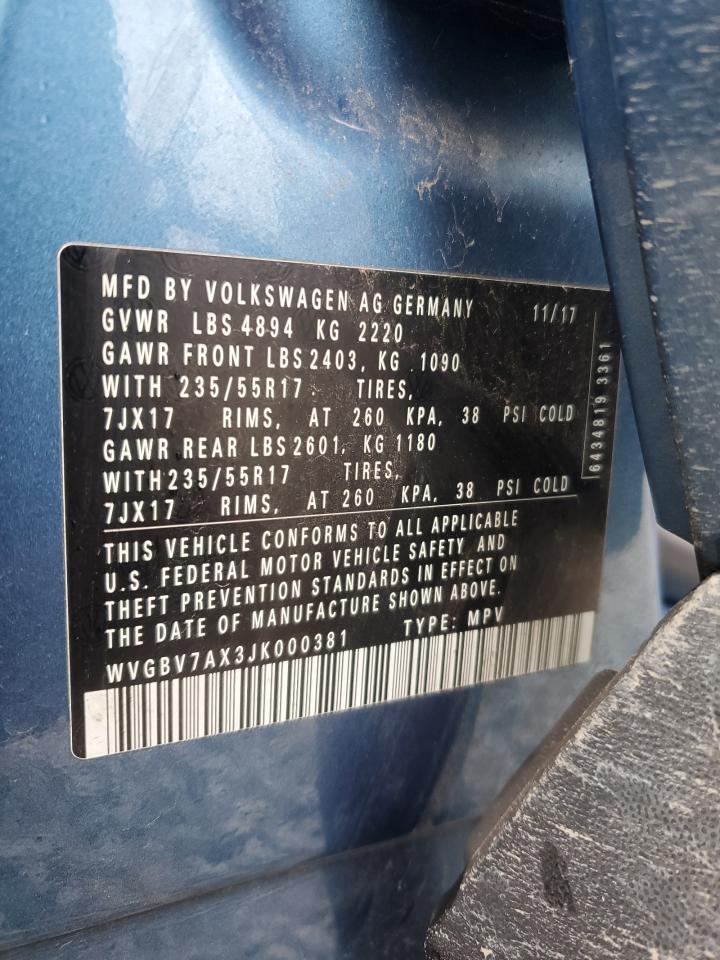 MFD BY VOLKSWAGEN AG GERMANY 11/17
GVWR LBS 4894 KG 2220
GAWR FRONT LBS 2403, KG 1090
WITH 235/55R17 TIRES,
7JX17 RIMS, AT 260 KPA, 38 PSI COLD
GAWR REAR LBS 2601, KG 1180
WITH 235/55R17 TIRES,
7JX17 RIMS, AT 260 KPA, 38 PSI COLD
THIS VEHICLE CONFORMS TO ALL APPLICABLE
U.S. FEDERAL MOTOR VEHICLE SAFETY AND
THEFT PREVENTION STANDARDS IN EFFECT ON
THE DATE OF MANUFACTURE SHOWN ABOVE.
WVGBV7AX3JK000381 TYPE: MPV
6434819 3361